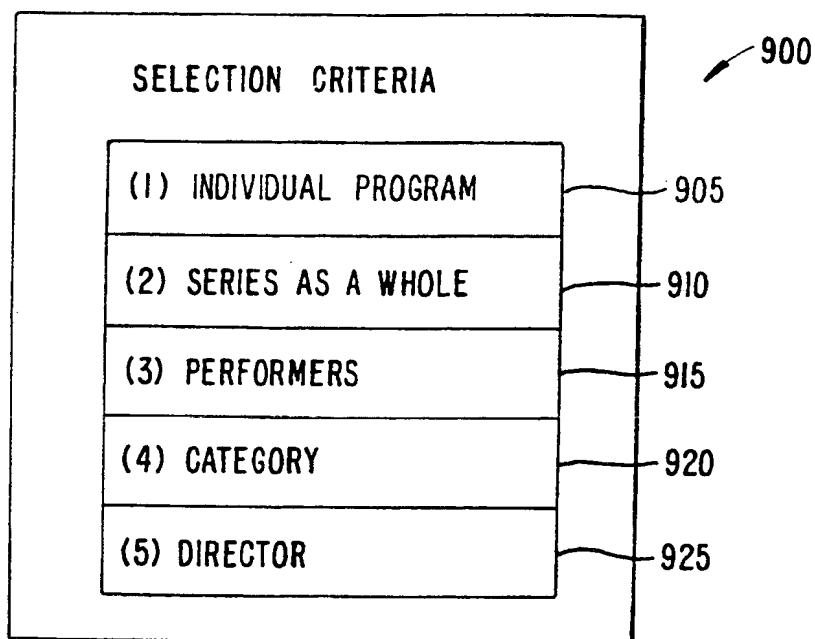 900
SELECTION CRITERIA
(1) INDIVIDUAL PROGRAM 905
(2) SERIES AS A WHOLE 910
(3) PERFORMERS 915
(4) CATEGORY 920
(5) DIRECTOR 925